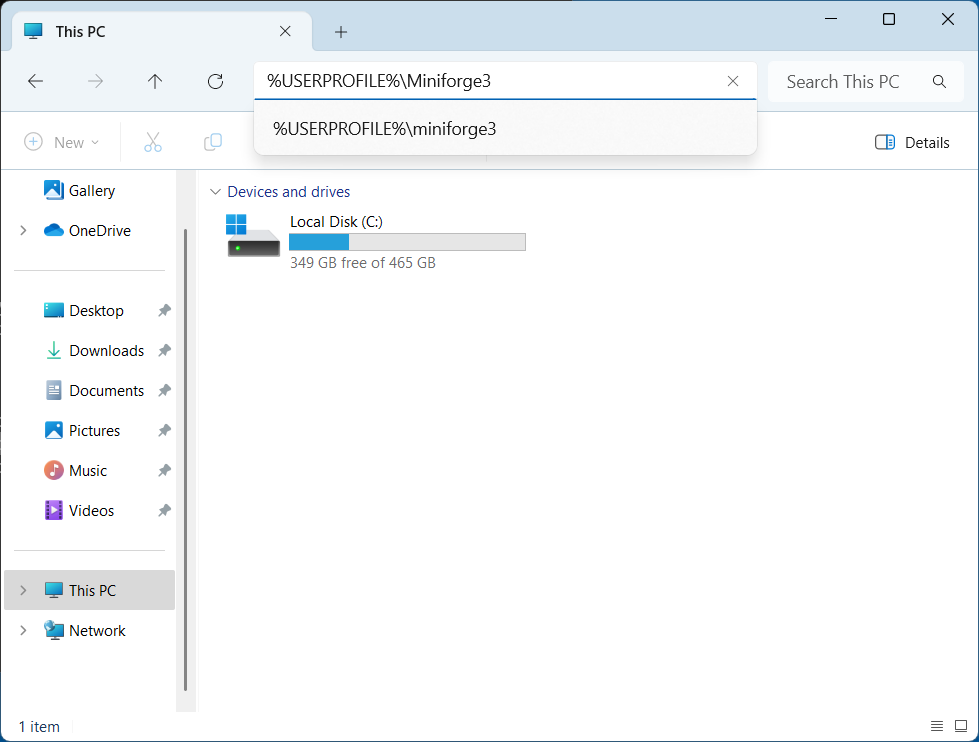 This PC
%USERPROFILE%\Miniforge3
Search This PC
%USERPROFILE%\miniforge3
New
Details
Gallery
OneDrive
Desktop
Downloads
Documents
Pictures
Music
Videos
This PC
Network
Devices and drives
Local Disk (C:)
349 GB free of 465 GB
1 item